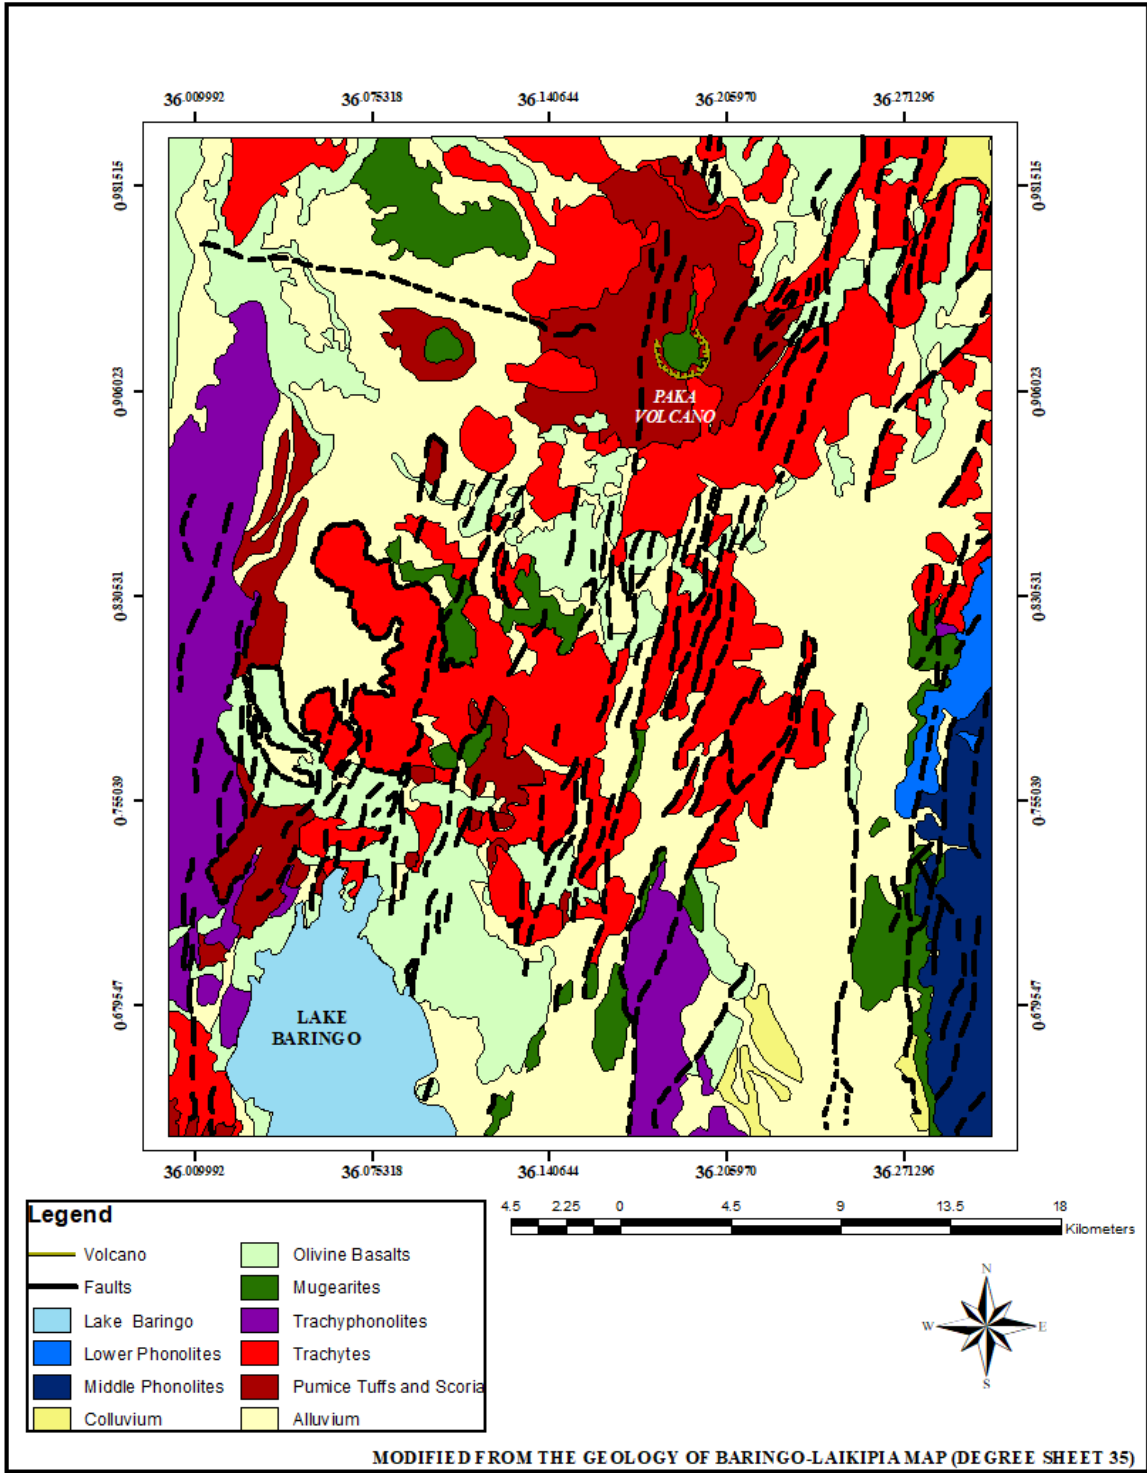 36.009992 36.075318 36.140644 36.205970 36.271296
0.981515 0.981515
0.906023 0.906023
PAKA
VOLCANO
0.830531 0.830531
0.755039 0.755039
0.679547 0.679547
LAKE
BARINGO
36.009992 36.075318 36.140644 36.205970 36.271296
4.5 2.25 0 4.5 9 13.5 18
Kilometers
Legend
Volcano
Faults
Lake Baringo
Lower Phonolites
Middle Phonolites
Colluvium
Olivine Basalts
Mugearites
Trachyphonolites
Trachytes
Pumice Tuffs and Scoria
Alluvium
N
W E
S
MODIFIED FROM THE GEOLOGY OF BARINGO-LAIKIPIA MAP (DEGREE SHEET 35)